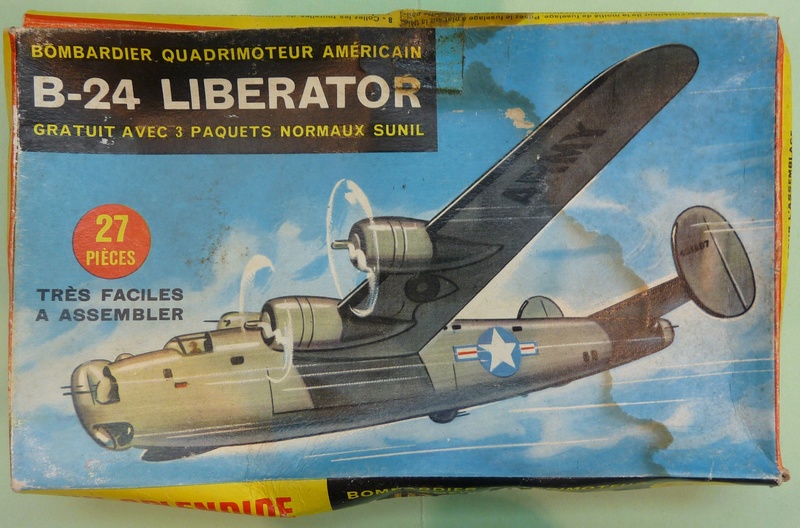 BOMBARDIER QUADRIMOTEUR AMÉRICAIN
B-24 LIBERATOR
GRATUIT AVEC 3 PAQUETS NORMAUX SUNIL
27
PIÈCES
TRÈS FACILES
A ASSEMBLER
ARMY